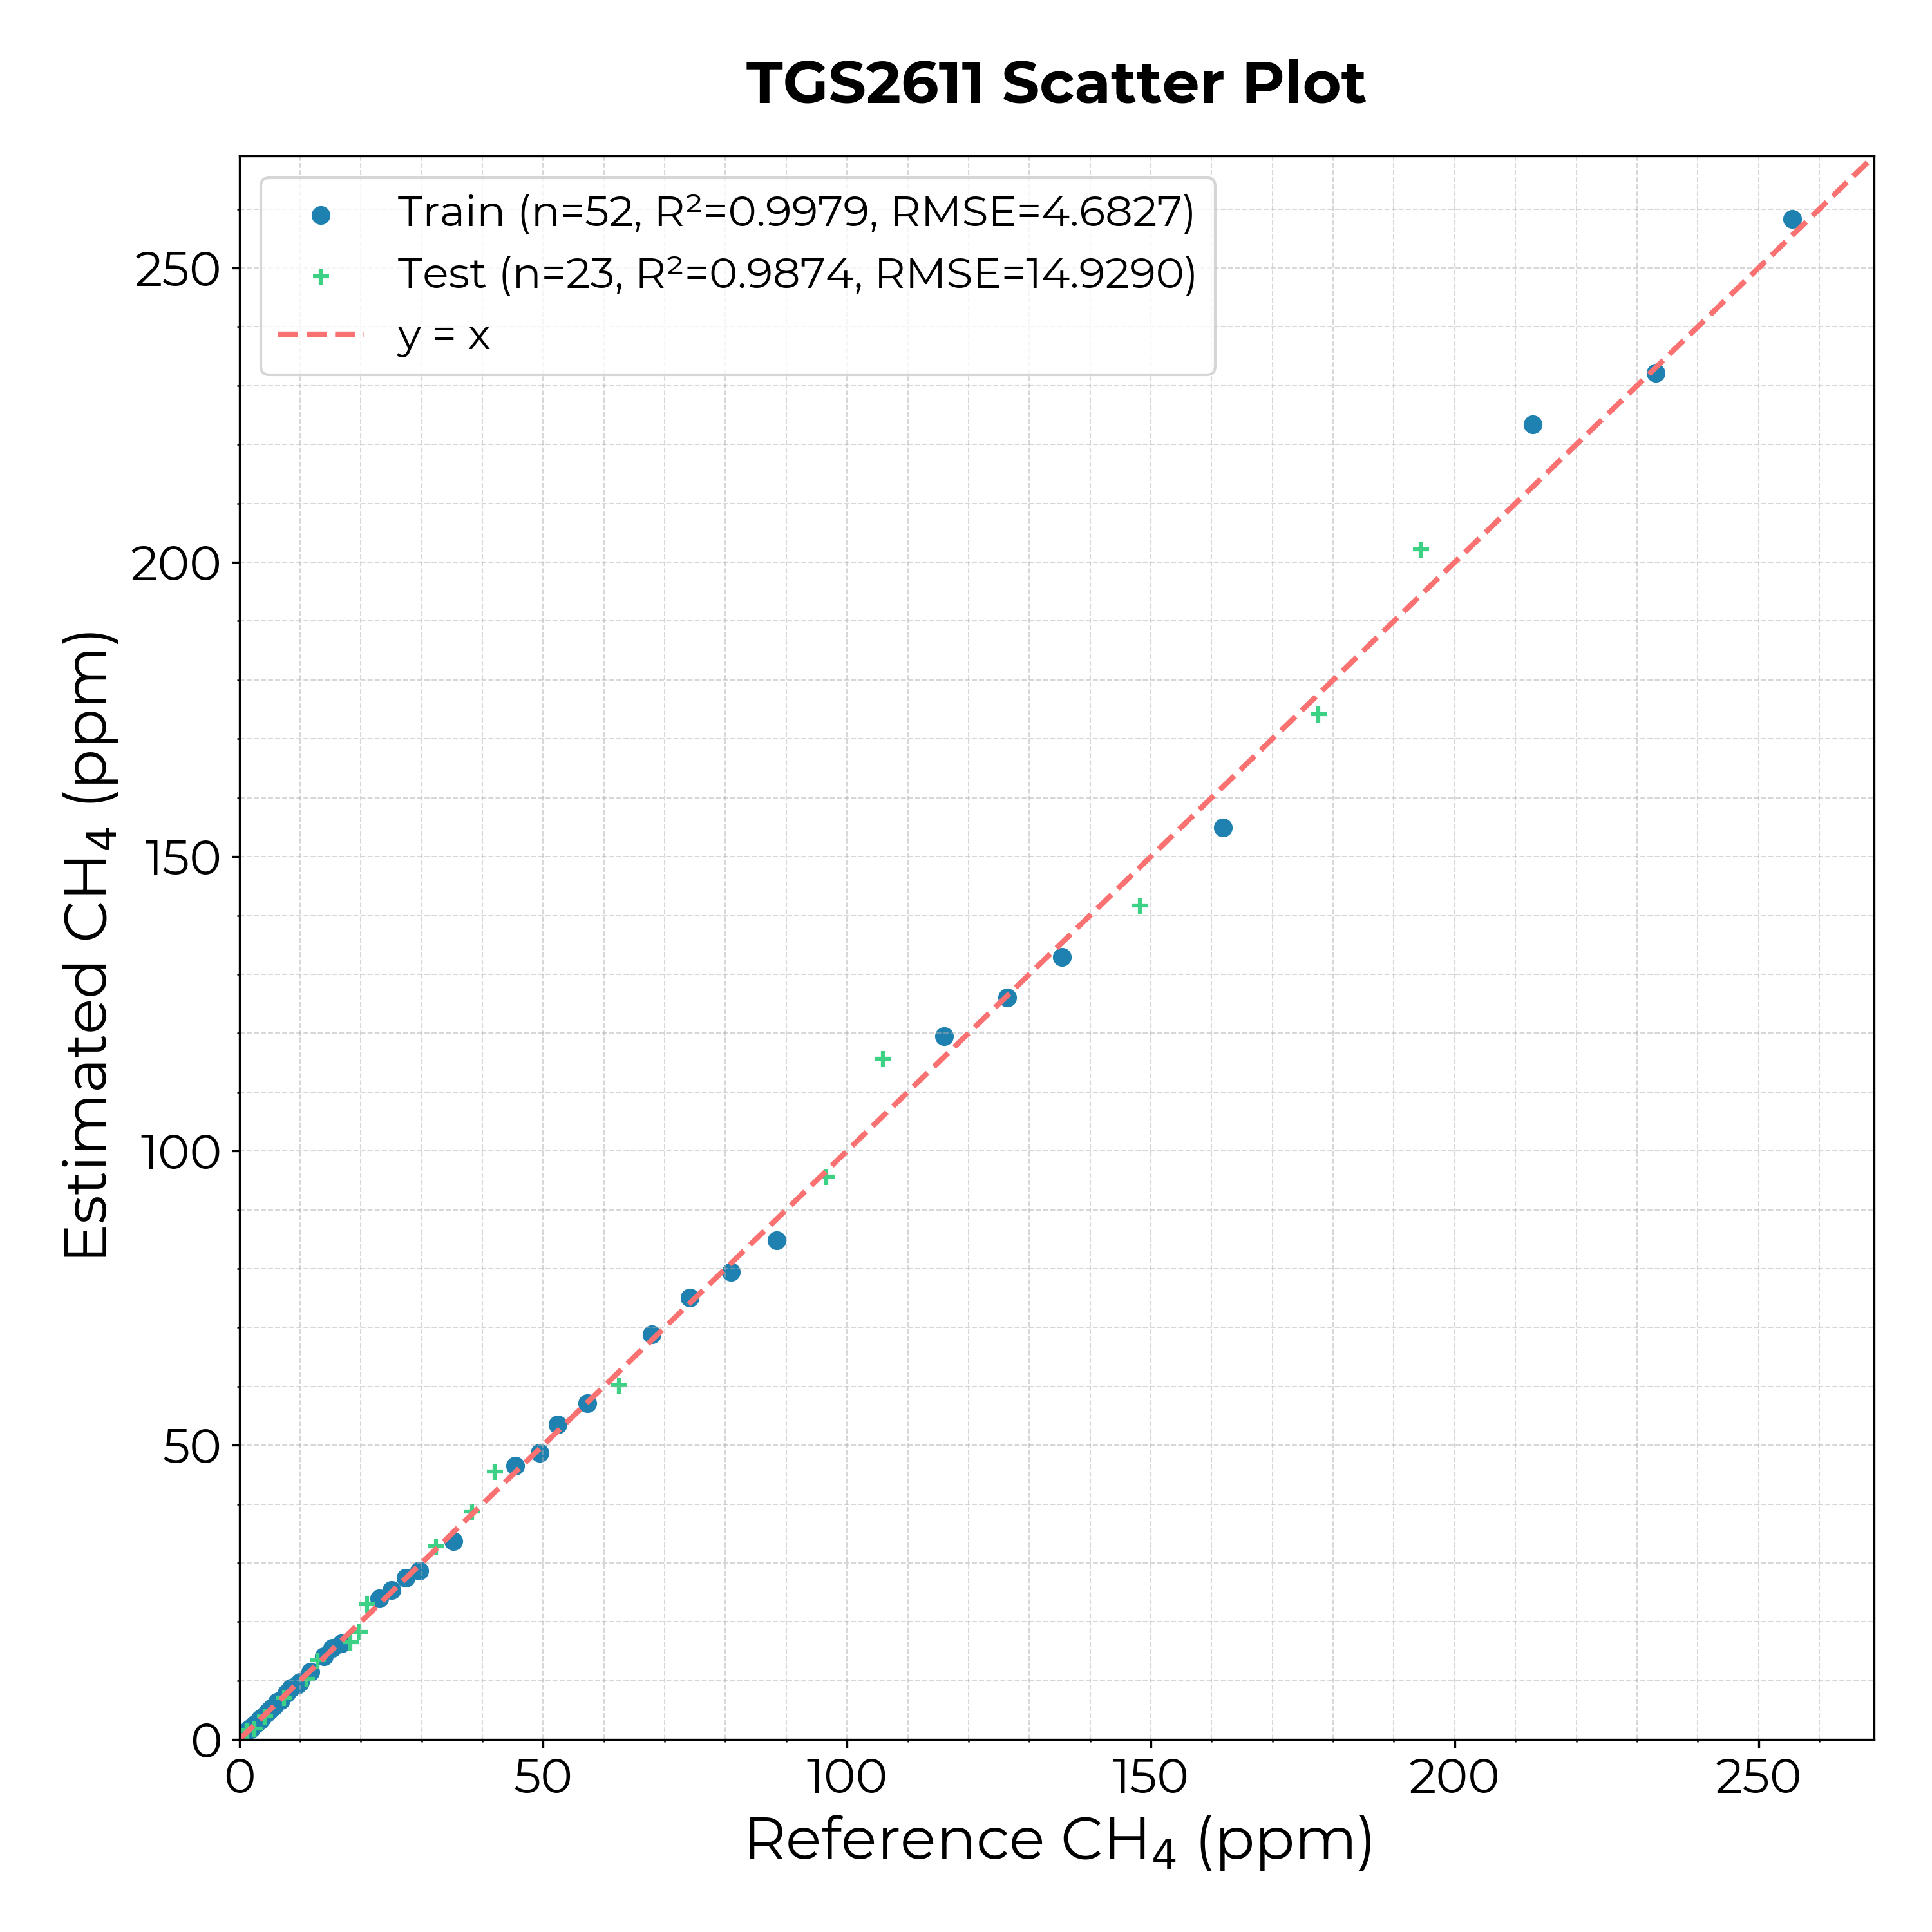 TGS2611 Scatter Plot
Train (n=52, R²=0.9979, RMSE=4.6827)
Test (n=23, R²=0.9874, RMSE=14.9290)
y = x
Estimated CH₄ (ppm)
250
200
150
100
50
0
0 50 100 150 200 250
Reference CH₄ (ppm)